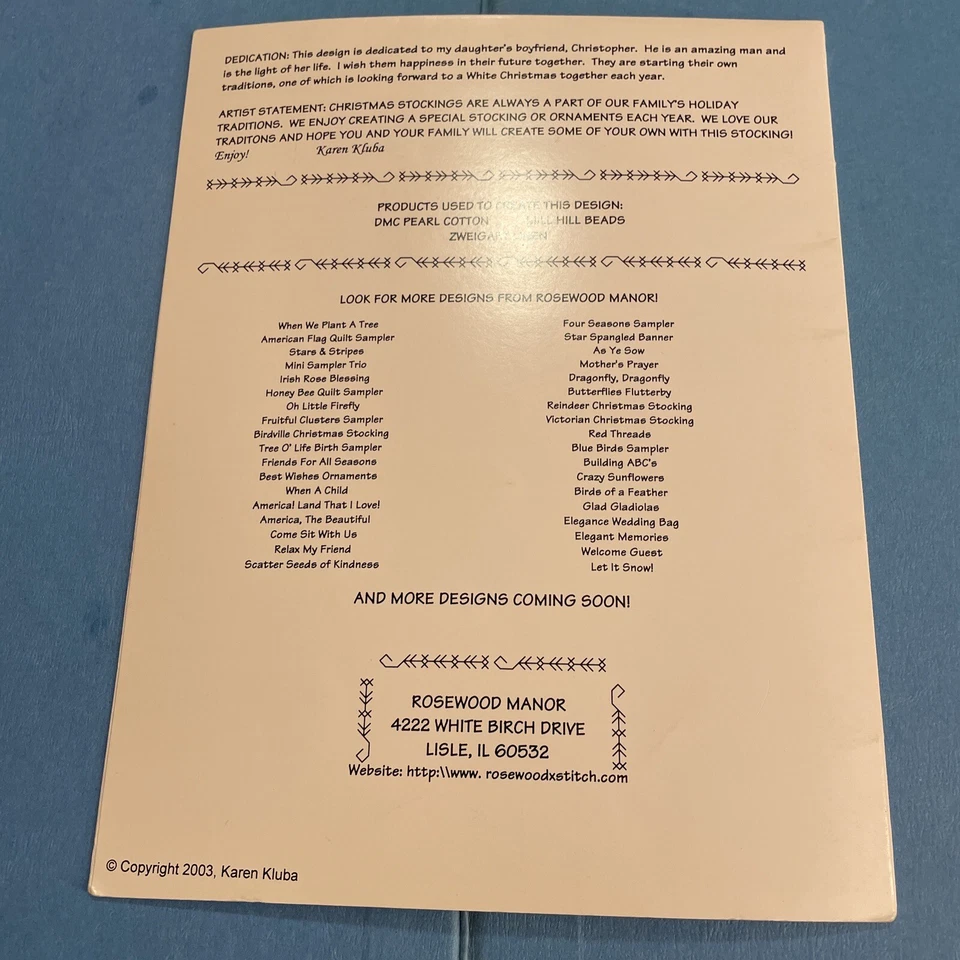 DEDICATION: This design is dedicated to my daughter's boyfriend, Christopher. He is an amazing man and
is the light of her life. I wish them happiness in their future together. They are starting their own
traditions, one of which is looking forward to a White Christmas together each year.
ARTIST STATEMENT: CHRISTMAS STOCKINGS ARE ALWAYS A PART OF OUR FAMILY'S HOLIDAY
TRADITIONS. WE ENJOY CREATING A SPECIAL STOCKING OR ORNAMENTS EACH YEAR. WE LOVE OUR
TRADITONS AND HOPE YOU AND YOUR FAMILY WILL CREATE SOME OF YOUR OWN WITH THIS STOCKING!
Enjoy! Karen Kluba
PRODUCTS USED TO CREATE THIS DESIGN:
DMC PEARL COTTON MILL HILL BEADS
LOOK FOR MORE DESIGNS FROM ROSEWOOD MANOR!
When We Plant A Tree
American Flag Quilt Sampler
Stars & Stripes
Mini Sampler Trio
Irish Rose Blessing
Honey Bee Quilt Sampler
Oh Little Firefly
Fruitful Clusters Sampler
Birdville Christmas Stocking
Tree O' Life Birth Sampler
Friends For All Seasons
Best Wishes Ornaments
When A Child
America! Land That I Love!
America, The Beautiful
Come Sit With Us
Relax My Friend
Scatter Seeds of Kindness
Four Seasons Sampler
Star Spangled Banner
As Ye Sow
Mother's Prayer
Dragonfly, Dragonfly
Butterflies Flutterby
Reindeer Christmas Stocking
Victorian Christmas Stocking
Red Threads
Blue Birds Sampler
Building ABC's
Crazy Sunflowers
Birds of a Feather
Glad Gladiolas
Elegance Wedding Bag
Elegant Memories
Welcome Guest
Let It Snow!
AND MORE DESIGNS COMING SOON!
ROSEWOOD MANOR
4222 WHITE BIRCH DRIVE
LISLE, IL 60532
Website: http:\\www. rosewoodxstitch.com
© Copyright 2003, Karen Kluba